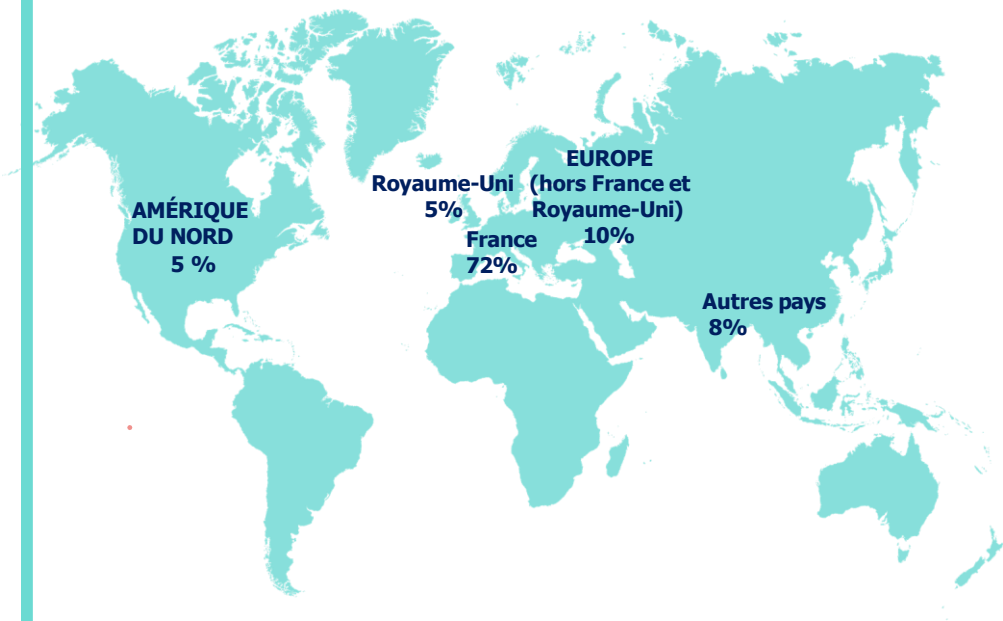 AMÉRIQUE
DU NORD
5 %
Royaume-Uni
5%
France
72%
EUROPE
(hors France et
Royaume-Uni)
10%
Autres pays
8%